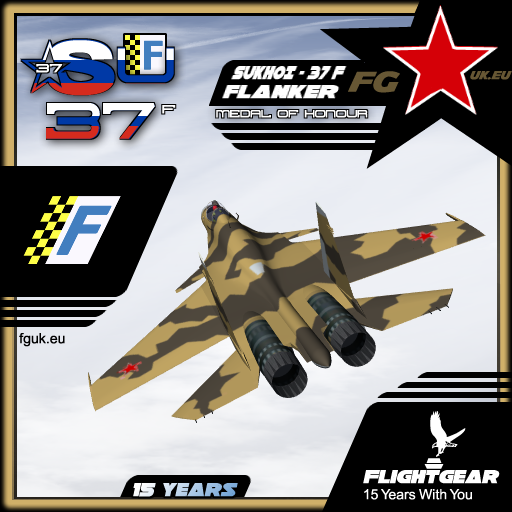 37 SU F
37 F
SUKHOI - 37 F
FLANKER
FG UK.EU
MEDAL OF HONOUR
F
fguk.eu
15 YEARS
FLIGHTGEAR
15 Years With You